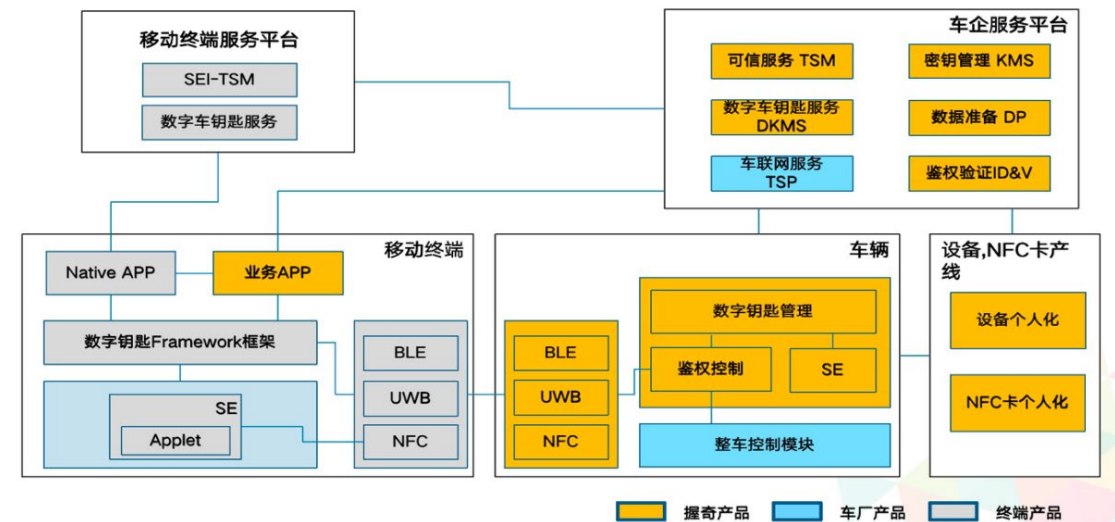 移动终端服务平台
SEI-TSM
数字车钥匙服务
车企服务平台
可信服务 TSM
密钥管理 KMS
数字车钥匙服务
DKMS
数据准备 DP
车联网服务
TSP
鉴权验证ID&V
移动终端
Native APP
业务APP
数字钥匙Framework框架
SE
Applet
BLE
UWB
NFC
车辆
BLE
UWB
NFC
数字钥匙管理
鉴权控制
SE
整车控制模块
设备,NFC卡产
线
设备个人化
NFC卡个人化
握奇产品
车厂产品
终端产品